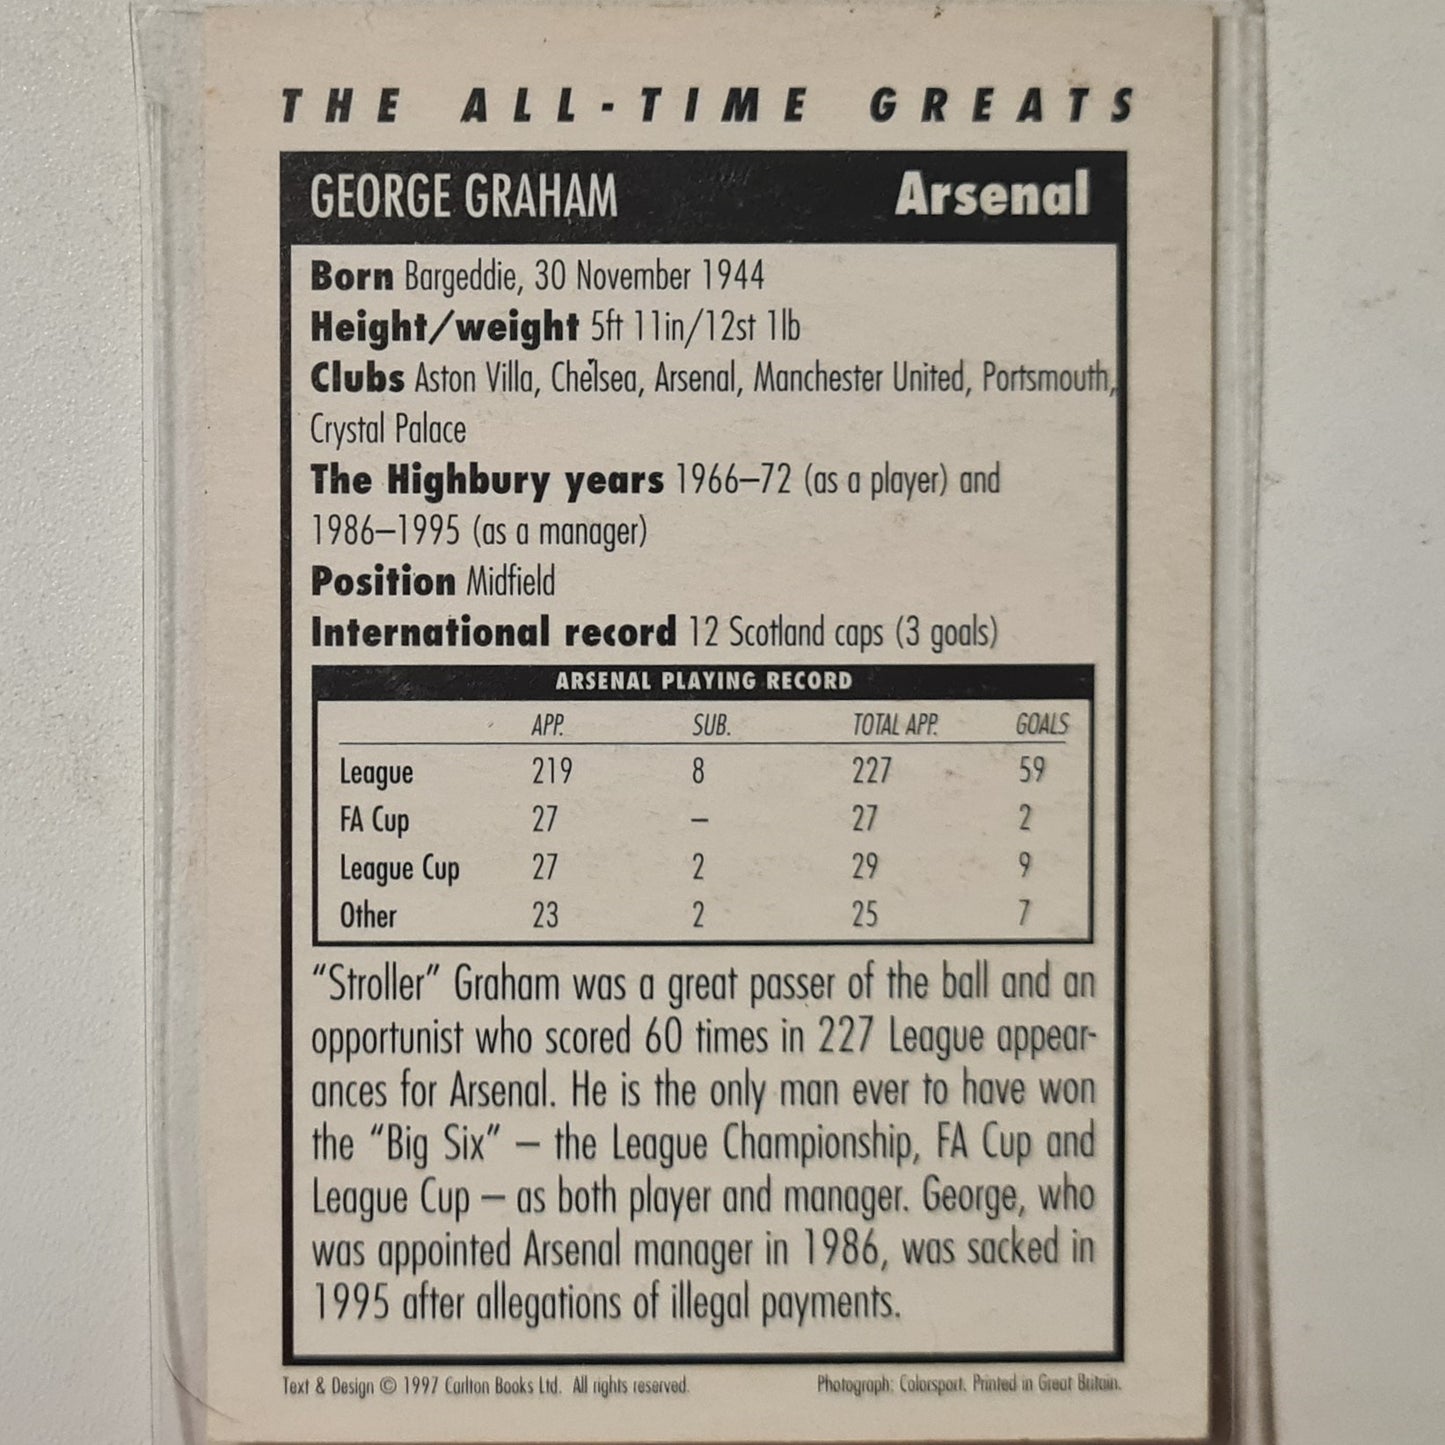 THE ALL-TIME GREATS
GEORGE GRAHAM Arsenal
Born Bargeddie, 30 November 1944
Height/weight 5ft 11in/12st 1lb
Clubs Aston Villa, Chelsea, Arsenal, Manchester United, Portsmouth,
Crystal Palace
The Highbury years 1966–72 (as a player) and
1986–1995 (as a manager)
Position Midfield
International record 12 Scotland caps (3 goals)
ARSENAL PLAYING RECORD
APP. SUB. TOTAL APP. GOALS
League 219 8 227 59
FA Cup 27 – 27 2
League Cup 27 2 29 9
Other 23 2 25 7
“Stroller” Graham was a great passer of the ball and an
opportunist who scored 60 times in 227 League appear-
ances for Arsenal. He is the only man ever to have won
the “Big Six” – the League Championship, FA Cup and
League Cup – as both player and manager. George, who
was appointed Arsenal manager in 1986, was sacked in
1995 after allegations of illegal payments.
Text & Design © 1997 Carlton Books Ltd. All rights reserved. Photograph: Colorsport. Printed in Great Britain.